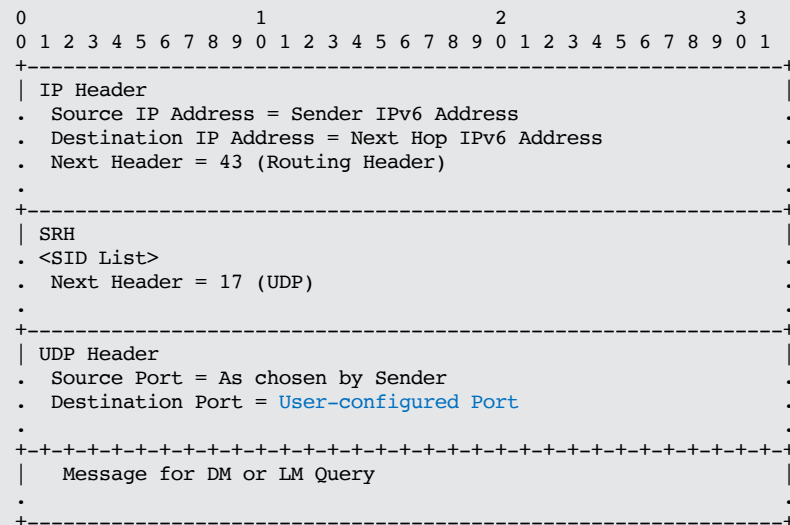 0                   1                   2                   3
0 1 2 3 4 5 6 7 8 9 0 1 2 3 4 5 6 7 8 9 0 1 2 3 4 5 6 7 8 9 0 1
+---------------------------------------------------------------+
| IP Header                                                     |
.  Source IP Address = Sender IPv6 Address                      .
.  Destination IP Address = Next Hop IPv6 Address               .
.  Next Header = 43 (Routing Header)                            .
.                                                               .
+---------------------------------------------------------------+
| SRH                                                           |
. <SID List>                                                    .
.  Next Header = 17 (UDP)                                       .
.                                                               .
+---------------------------------------------------------------+
| UDP Header                                                    |
.  Source Port = As chosen by Sender                            .
.  Destination Port = User-configured Port                      .
.                                                               .
+-+-+-+-+-+-+-+-+-+-+-+-+-+-+-+-+-+-+-+-+-+-+-+-+-+-+-+-+-+-+-+-+
|   Message for DM or LM Query                                  |
.                                                               .
+---------------------------------------------------------------+